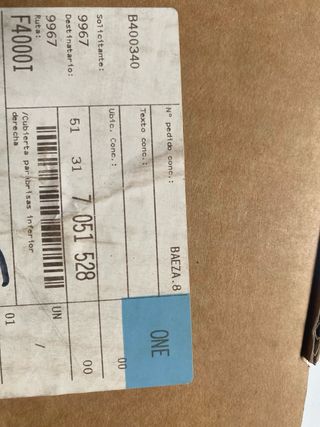 B400340
Solicitante:
9967
Destinatario:
9967
Ruta:
F4000I
Nº pedido conc.:
BAEZA.8
Texto conc.:
Ubic. Conc.:
51 31 7 051 528
/Cubierta parabrisas inferior
derecha
ONE
00
00
UN
/
01